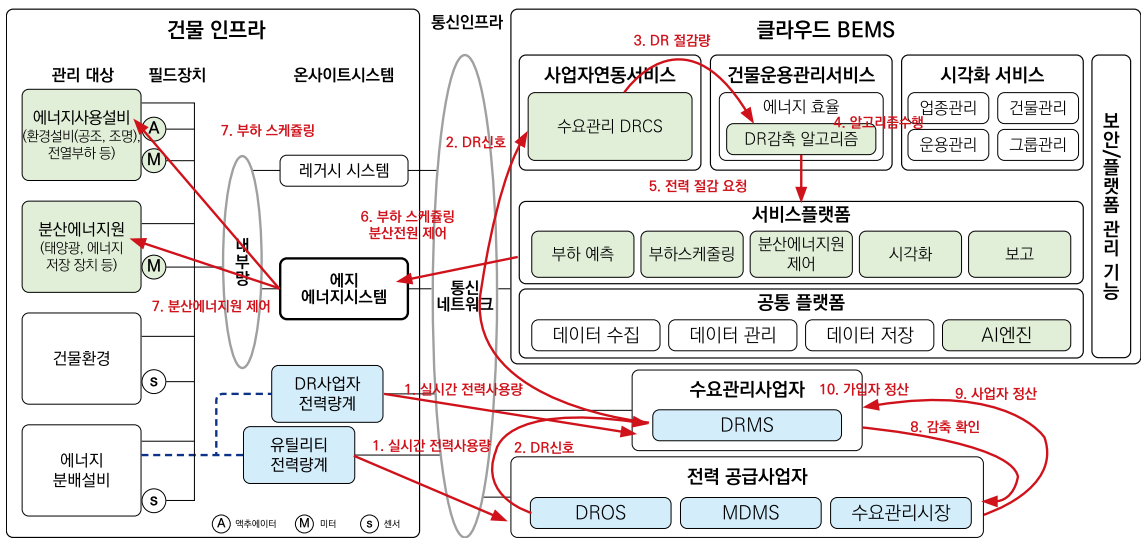 건물 인프라
관리 대상
필드장치
온사이트시스템
에너지사용설비
(환경설비(공조, 조명),
전열부하 등)
A
M
7. 부하 스케쥴링
레거시 시스템
분산에너지원
(태양광, 에너지
저장 장치 등)
M
내부망
에지
에너지시스템
7. 분산에너지원 제어
건물환경
s
DR사업자
전력량계
유틸리티
전력량계
에너지
분배설비
s
A 액추에이터
M 미터
s 센서
통신인프라
2. DR신호
6. 부하 스케쥴링
분산전원 제어
통신
네트워크
1. 실시간 전력사용량
1. 실시간 전력사용량
클라우드 BEMS
3. DR 절감량
사업자연동서비스
수요관리 DRCS
건물운용관리서비스
에너지 효율
4. 알고리즘수행
DR감축 알고리즘
시각화 서비스
업종관리
건물관리
운용관리
그룹관리
보안/플랫폼 관리 기능
5. 전력 절감 요청
서비스플랫폼
부하 예측
부하스케줄링
분산에너지원
제어
시각화
보고
공통 플랫폼
데이터 수집
데이터 관리
데이터 저장
AI엔진
수요관리사업자
DRMS
10. 가입자 정산
9. 사업자 정산
8. 감축 확인
2. DR신호
전력 공급사업자
DROS
MDMS
수요관리시장